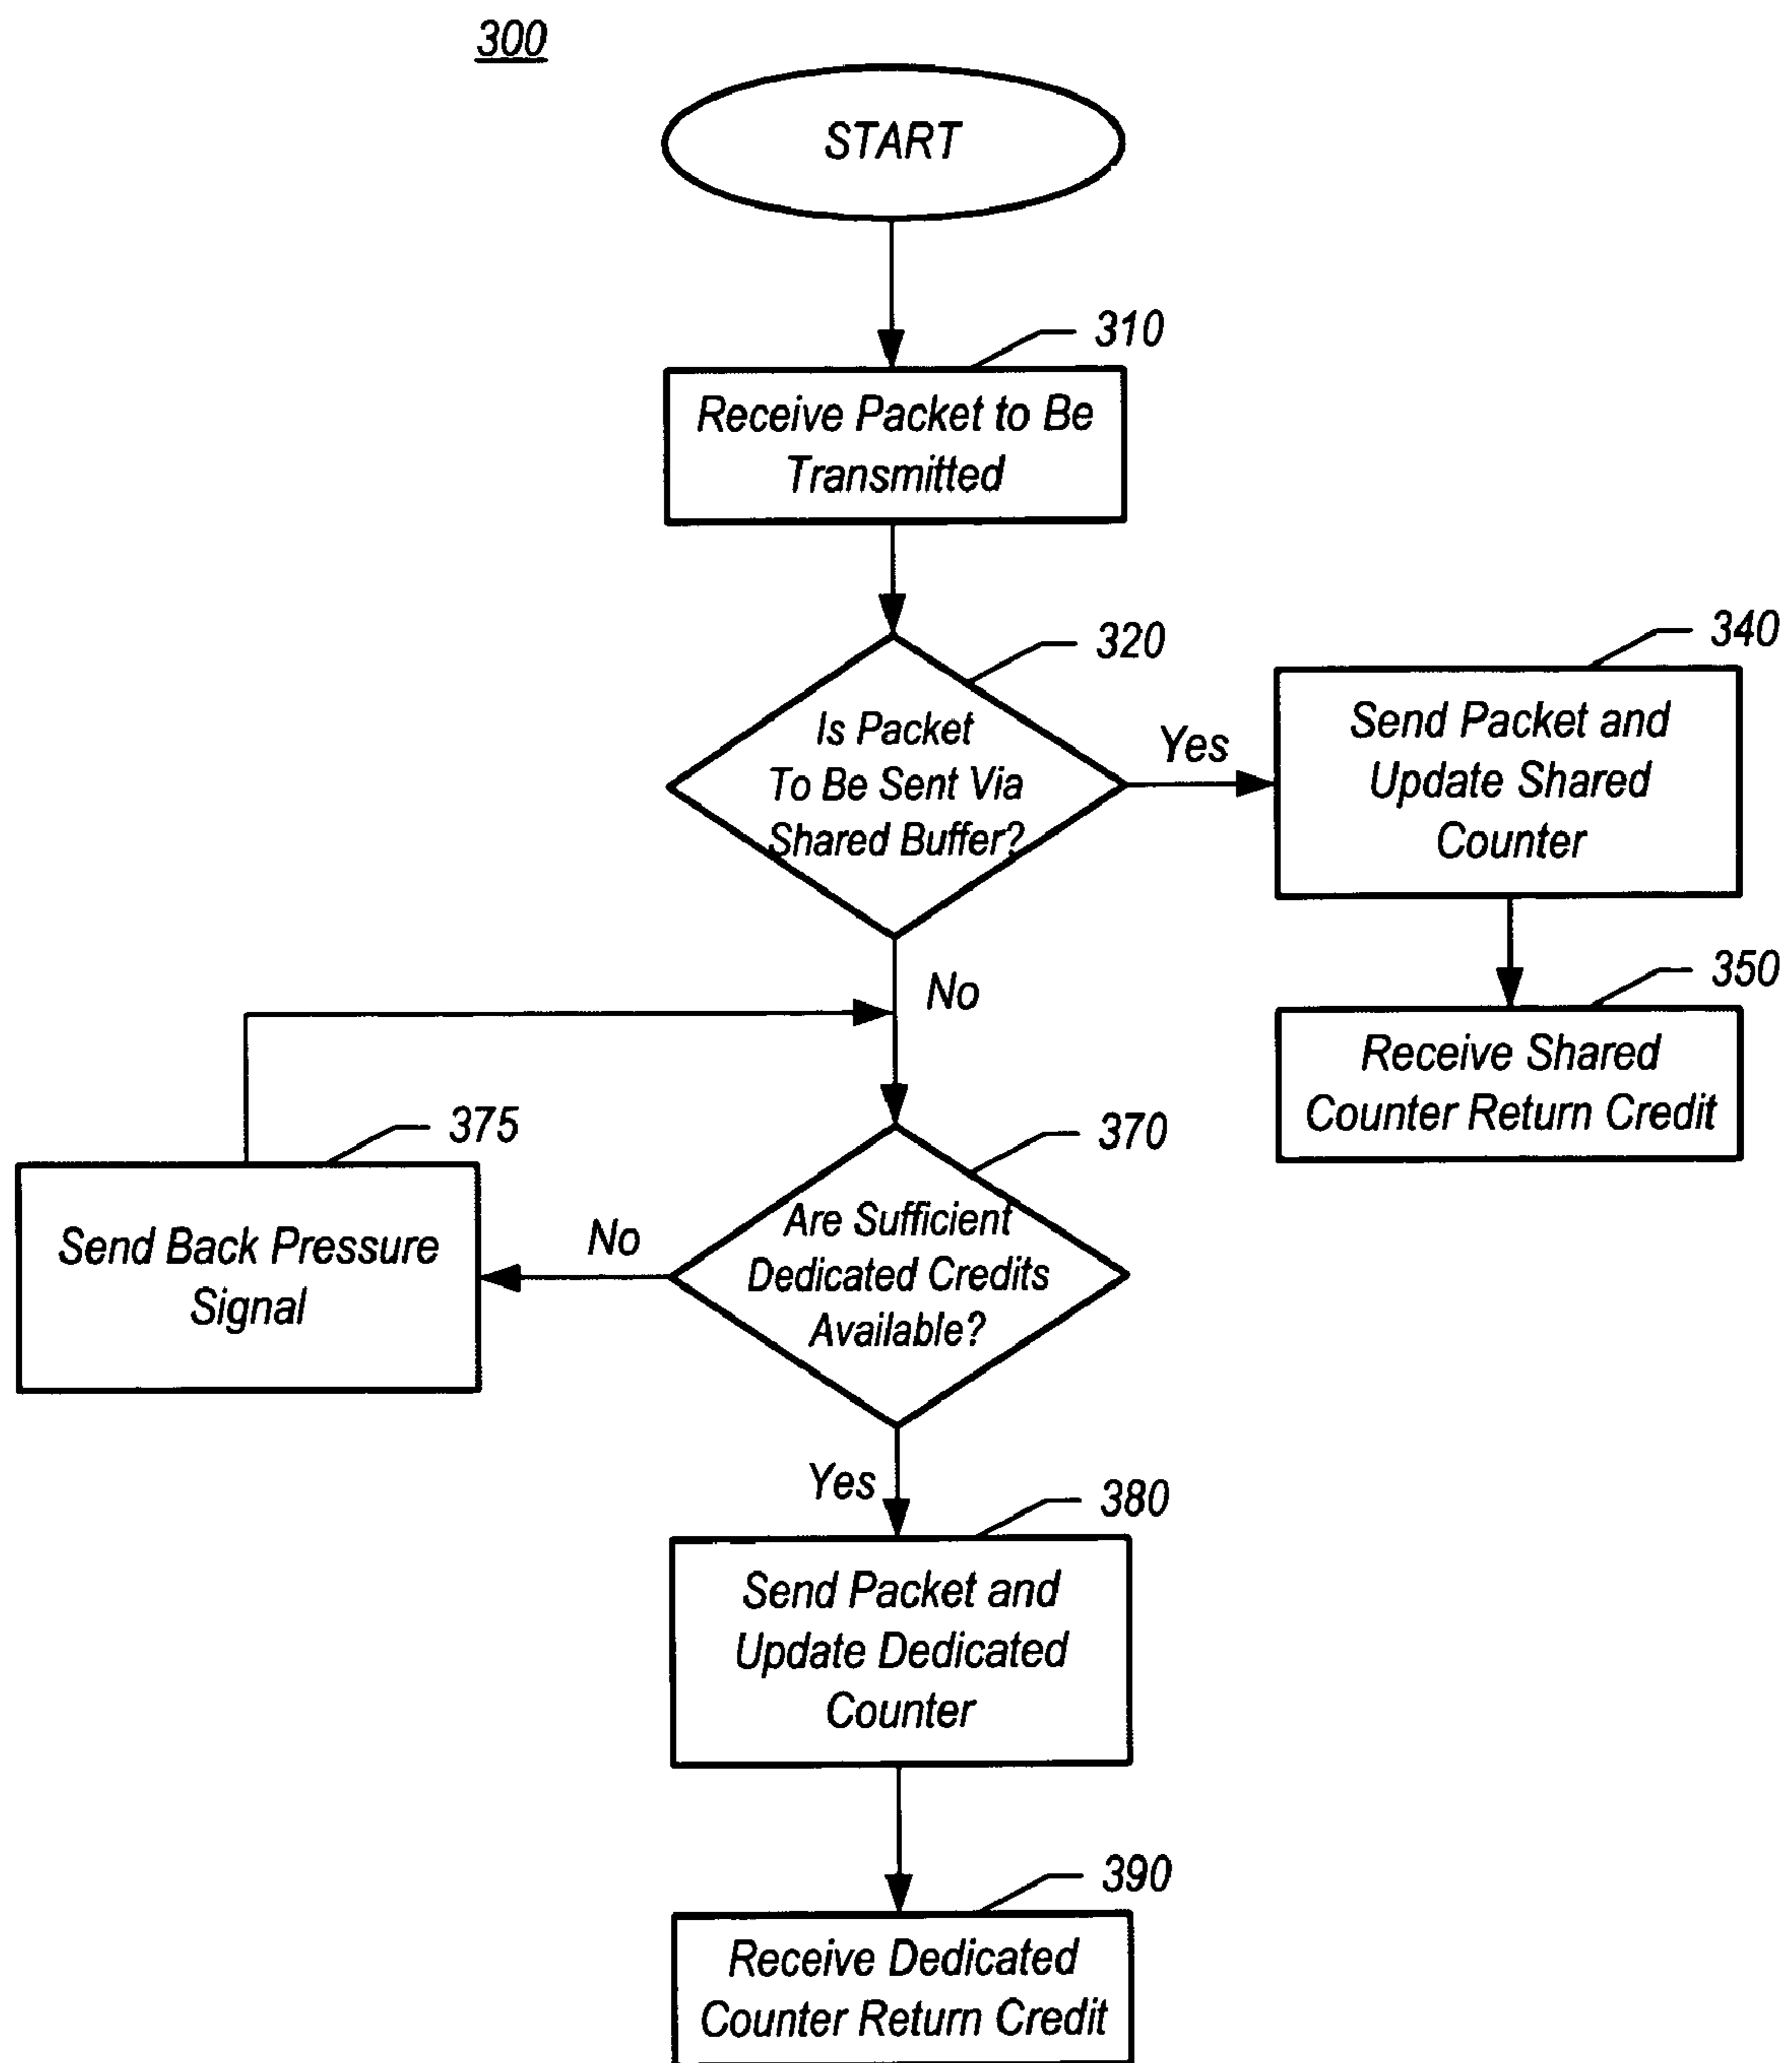 300
START
310
Receive Packet to Be
Transmitted
320
Is Packet
To Be Sent Via
Shared Buffer?
Yes
340
Send Packet and
Update Shared
Counter
No
350
Receive Shared
Counter Return Credit
375
Send Back Pressure
Signal
No
370
Are Sufficient
Dedicated Credits
Available?
Yes
380
Send Packet and
Update Dedicated
Counter
390
Receive Dedicated
Counter Return Credit